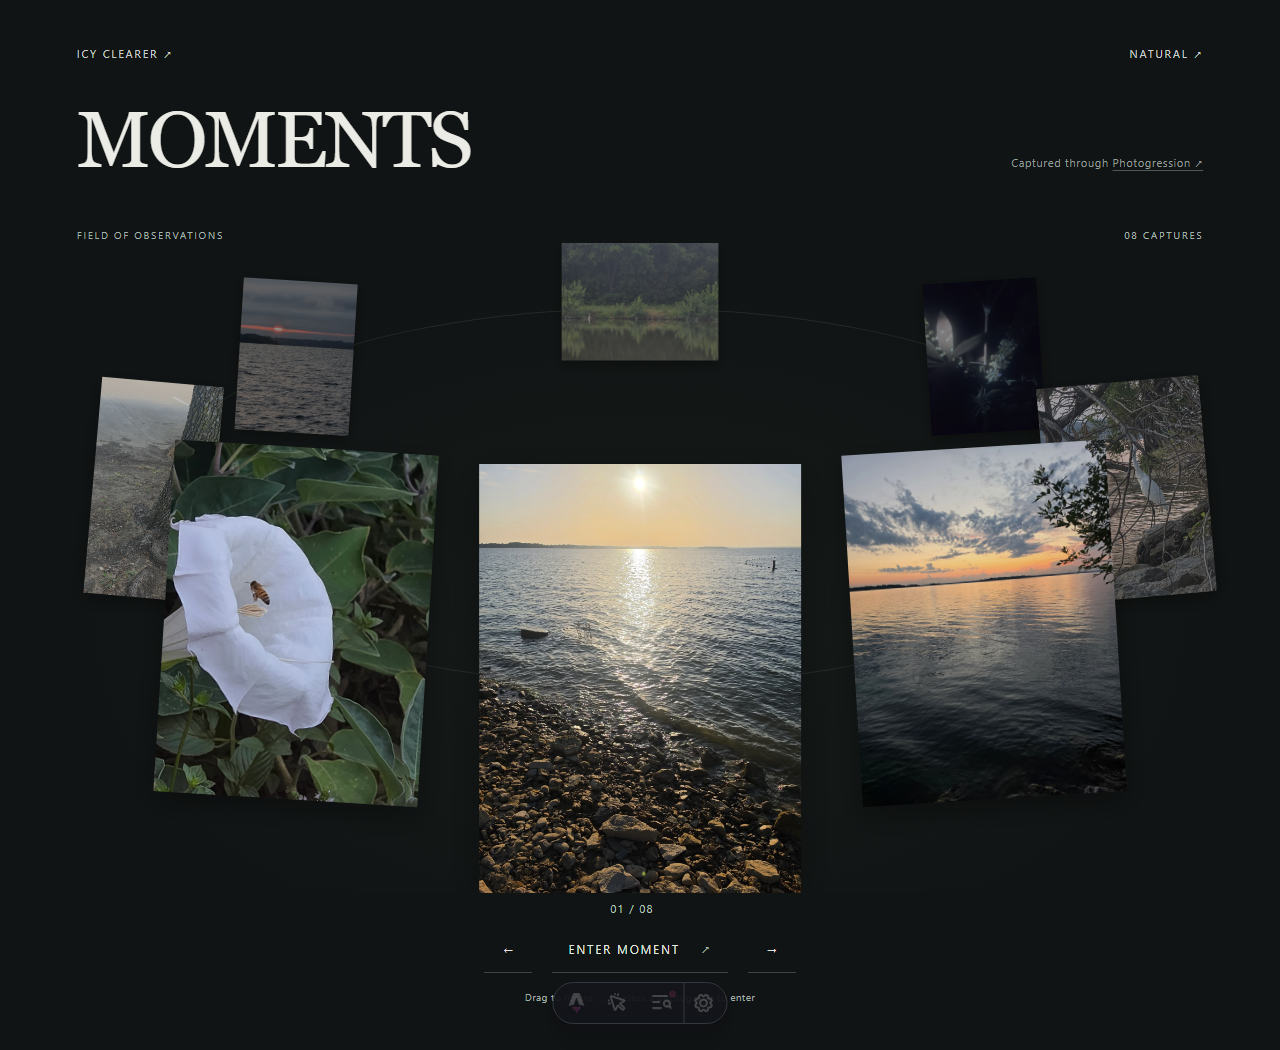 ICY CLEARER ↗
NATURAL ↗
MOMENTS
Captured through Photogression ↗
FIELD OF OBSERVATIONS
08 CAPTURES
01 / 08
←
ENTER MOMENT ↗
→
Drag enter